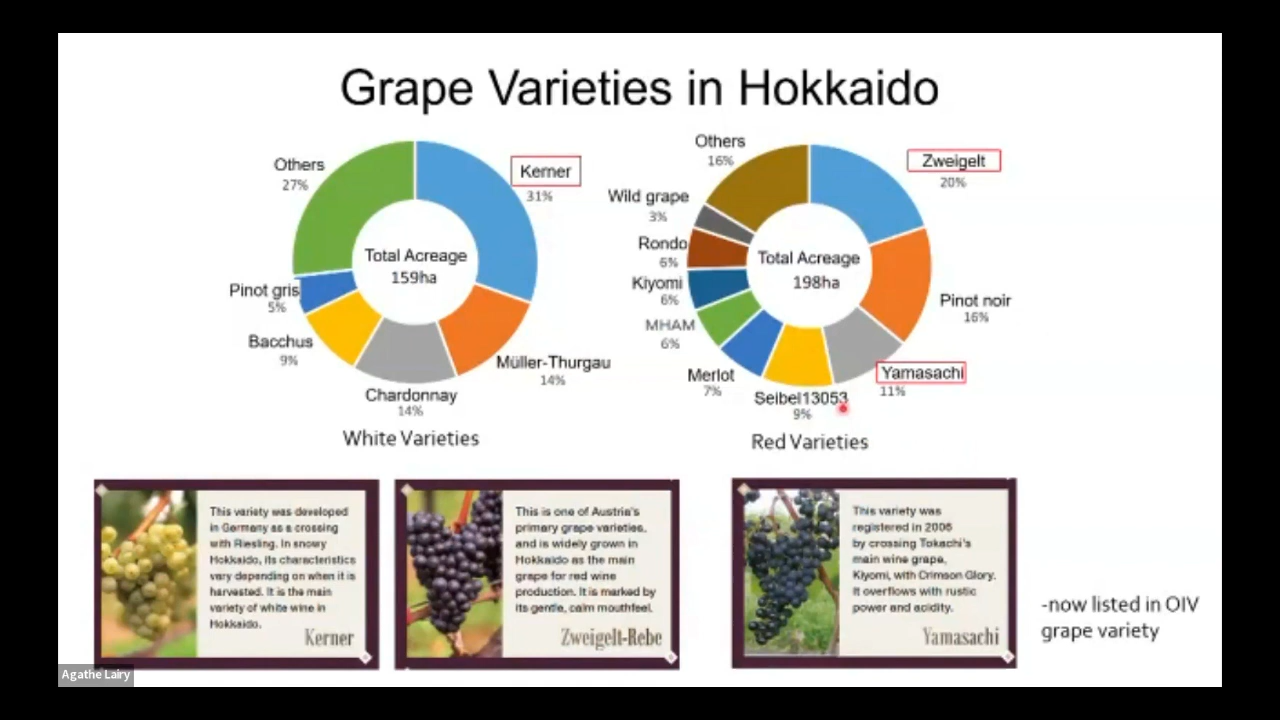 Grape Varieties in Hokkaido
Others
27%
Kerner
31%
Total Acreage
159ha
Pinot gris
5%
Bacchus
9%
Chardonnay
14%
Müller-Thurgau
14%
White Varieties
Others
16%
Zweigelt
20%
Wild grape
3%
Rondo
6%
Total Acreage
198ha
Kiyomi
6%
Pinot noir
16%
MHAM
6%
Merlot
7%
Yamasachi
11%
Seibel13053
9%
Red Varieties
This variety was developed
in Germany as a crossing
with Riesling. In snowy
Hokkaido, its characteristics
vary depending on when it is
harvested. It is the main
variety of white wine in
Hokkaido.
Kerner
This is one of Austria's
primary grape varieties,
and is widely grown in
Hokkaido as the main
grape for red wine
production. It is marked by
its gentle, calm mouthfeel.
Zweigelt-Rebe
This variety was
registered in 2006
by crossing Tokachi's
main wine grape,
Kiyomi, with Crimson Glory.
It overflows with rustic
power and acidity.
Yamasachi
-now listed in OIV
grape variety
Agathe Lairy